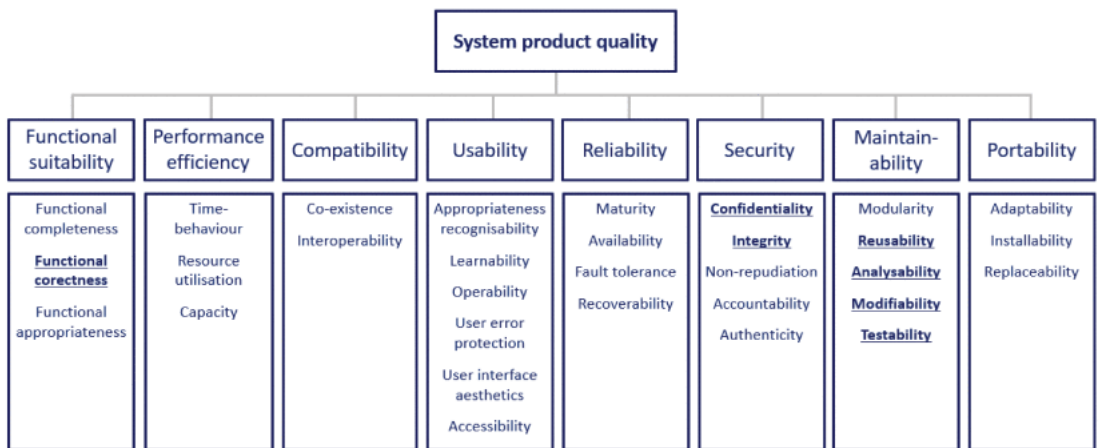 System product quality
Functional
suitability
Performance
efficiency
Compatibility
Usability
Reliability
Security
Maintain-
ability
Portability
Functional
completeness
Functional
corectness
Functional
appropriateness
Time-
behaviour
Resource
utilisation
Capacity
Co-existence
Interoperability
Appropriateness
recognisability
Learnability
Operability
User error
protection
User interface
aesthetics
Accessibility
Maturity
Availability
Fault tolerance
Recoverability
Confidentiality
Integrity
Non-repudiation
Accountability
Authenticity
Modularity
Reusability
Analysability
Modifiability
Testability
Adaptability
Installability
Replaceability